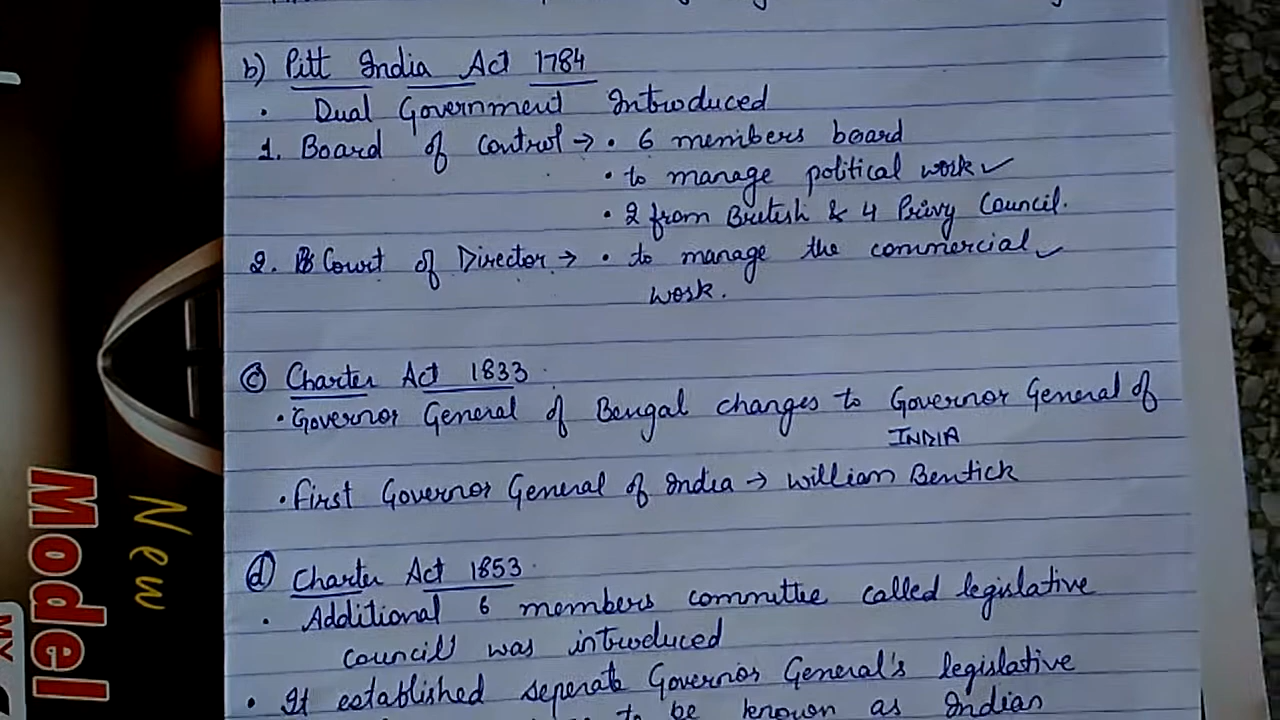 b) Pitt India Act 1784
• Dual Government Introduced
1. Board of Control → • 6 members board
• to manage political work ✓
• 2 from British & 4 Privy Council.
2. Court of Director → • to manage the commercial ✓
work.
c) Charter Act 1833.
• Governor General of Bengal changes to Governor General of
INDIA
• First Governor General of India → William Bentick
d) Charter Act 1853.
• Additional 6 members committee called legislative
council was introduced
• It established seperate Governor General's legislative
to be known as Indian
New
Model